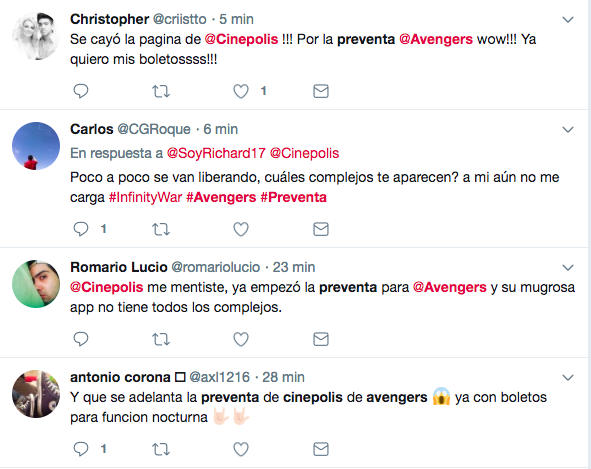 Christopher @criistto · 5 min
Se cayó la pagina de @Cinepolis !!! Por la preventa @Avengers wow!!! Ya
quiero mis boletossss!!!
1
Carlos @CGRoque · 6 min
En respuesta a @SoyRichard17 @Cinepolis
Poco a poco se van liberando, cuáles complejos te aparecen? a mi aún no me
carga #InfinityWar #Avengers #Preventa
1
Romario Lucio @romariolucio · 23 min
@Cinepolis me mentiste, ya empezó la preventa para @Avengers y su mugrosa
app no tiene todos los complejos.
antonio corona @axl1216 · 28 min
Y que se adelanta la preventa de cinepolis de avengers 😱 ya con boletos
para funcion nocturna 🤟🏻🤟🏻
1